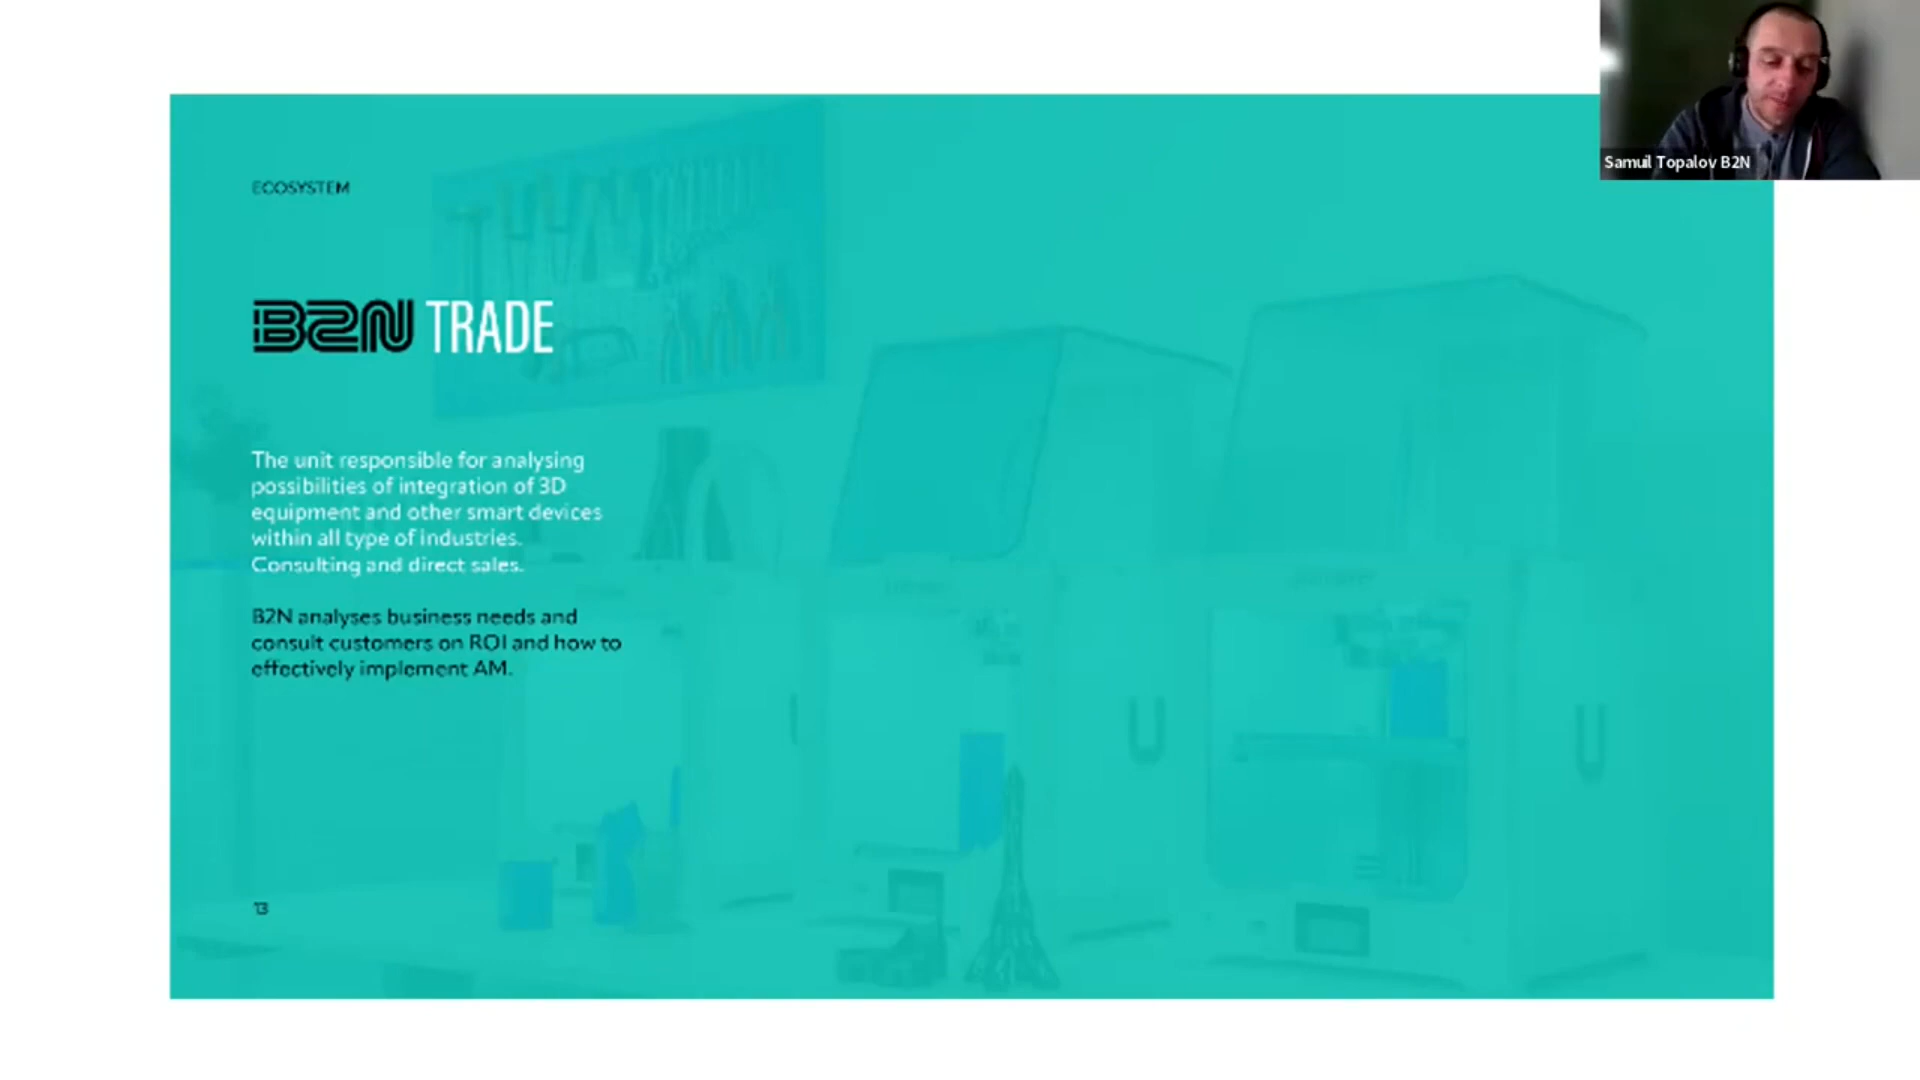 Samuil Topalov B2N
ECOSYSTEM
B2N TRADE
The unit responsible for analysing
possibilities of integration of 3D
equipment and other smart devices
within all type of industries.
Consulting and direct sales.
B2N analyses business needs and
consult customers on ROI and how to
effectively implement AM.
13